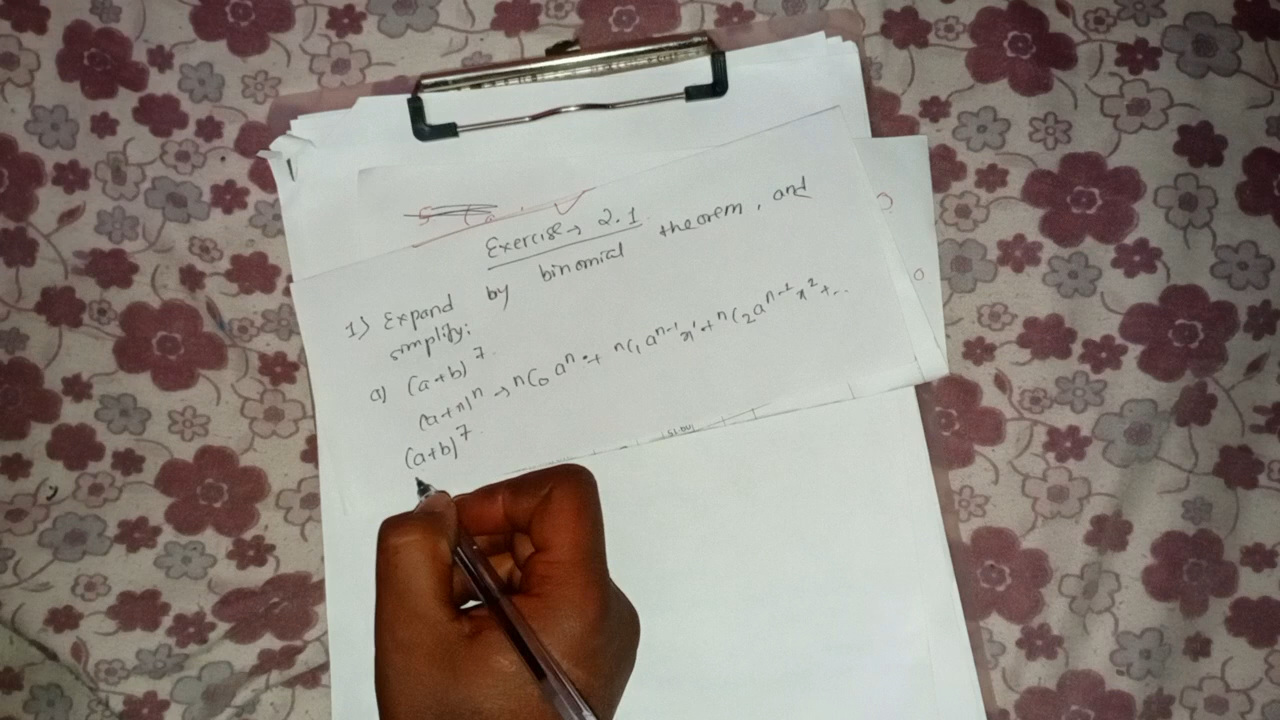 Exercise → 2.1
1) Expand by binomial theorem, and
simplify:
a) (a+b)^7
(a+x)^n → nC0 a^n + nC1 a^n-1 x^1 + nC2 a^n-2 x^2 + ..
(a+b)^7